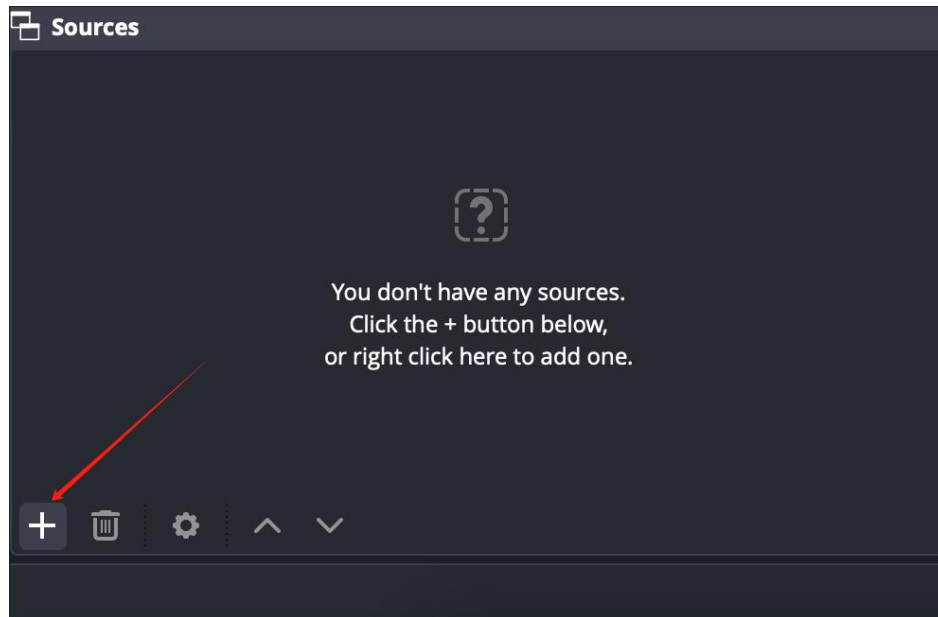 Sources
You don't have any sources.
Click the + button below,
or right click here to add one.